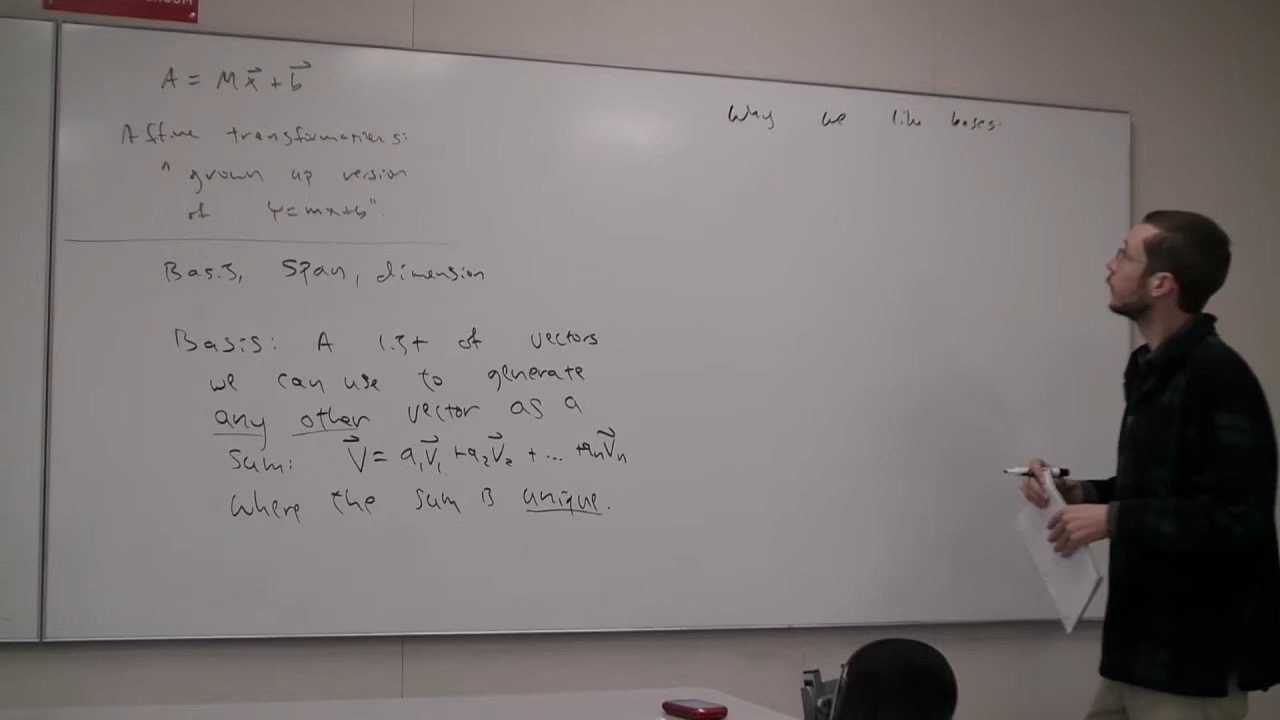 A = M x⃗ + b⃗
Affine transformations:
" grown up version
of Y=mx+b"
Basis, span, dimension
Basis: A list of vectors
we can use to generate
any other vector as a
sum: V⃗ = a₁V⃗₁ + a₂V⃗₂ + ... + aₙV⃗ₙ
where the sum is unique.
Why we like bases: